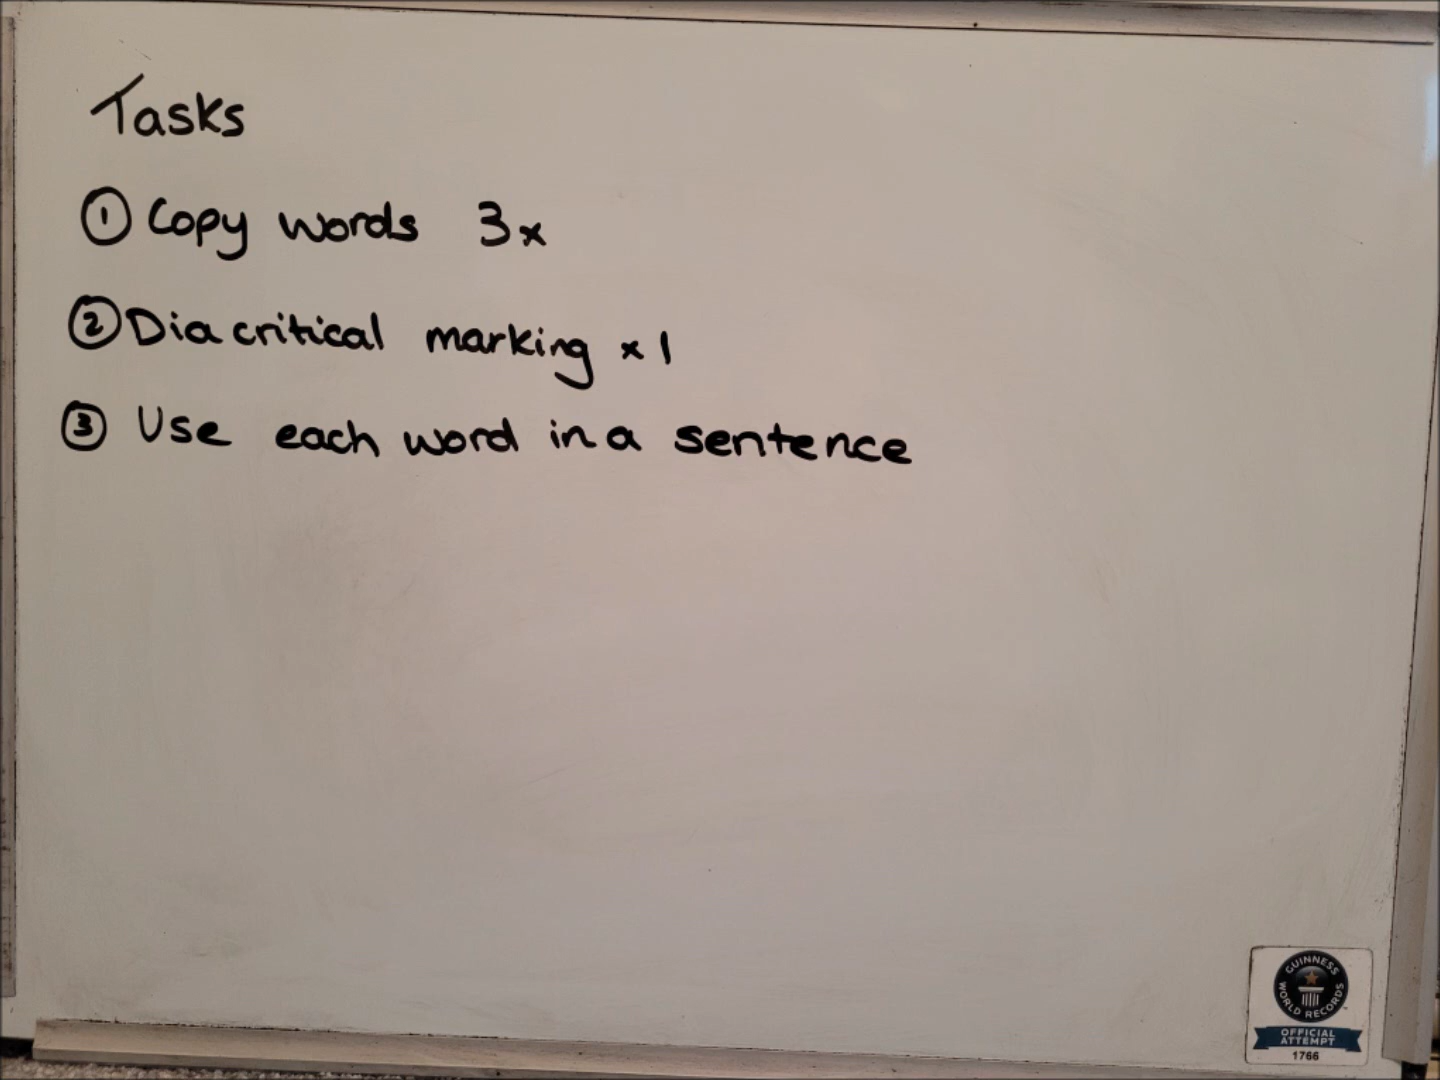 Tasks
① Copy words 3x
② Diacritical marking x 1
③ Use each word in a sentence
GUINNESS
WORLD RECORDS
OFFICIAL
ATTEMPT
1766